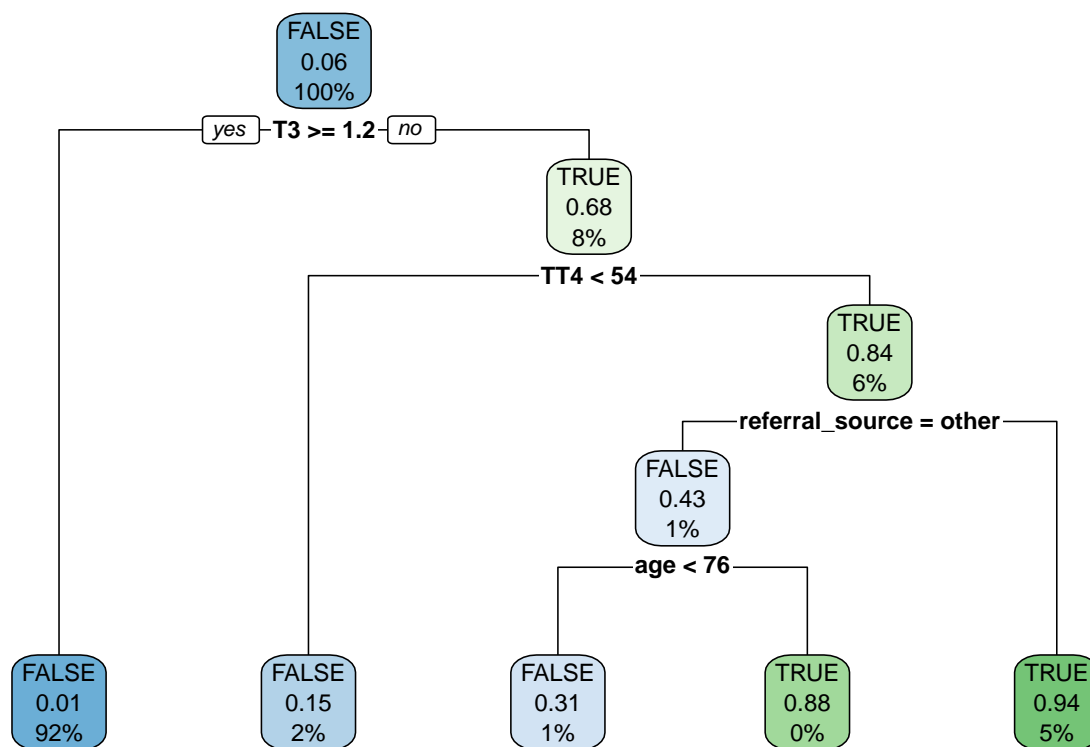 FALSE
0.06
100%
yes T3 >= 1.2 no
TRUE
0.68
8%
TT4 < 54
TRUE
0.84
6%
referral_source = other
FALSE
0.43
1%
age < 76
FALSE
0.01
92%
FALSE
0.15
2%
FALSE
0.31
1%
TRUE
0.88
0%
TRUE
0.94
5%